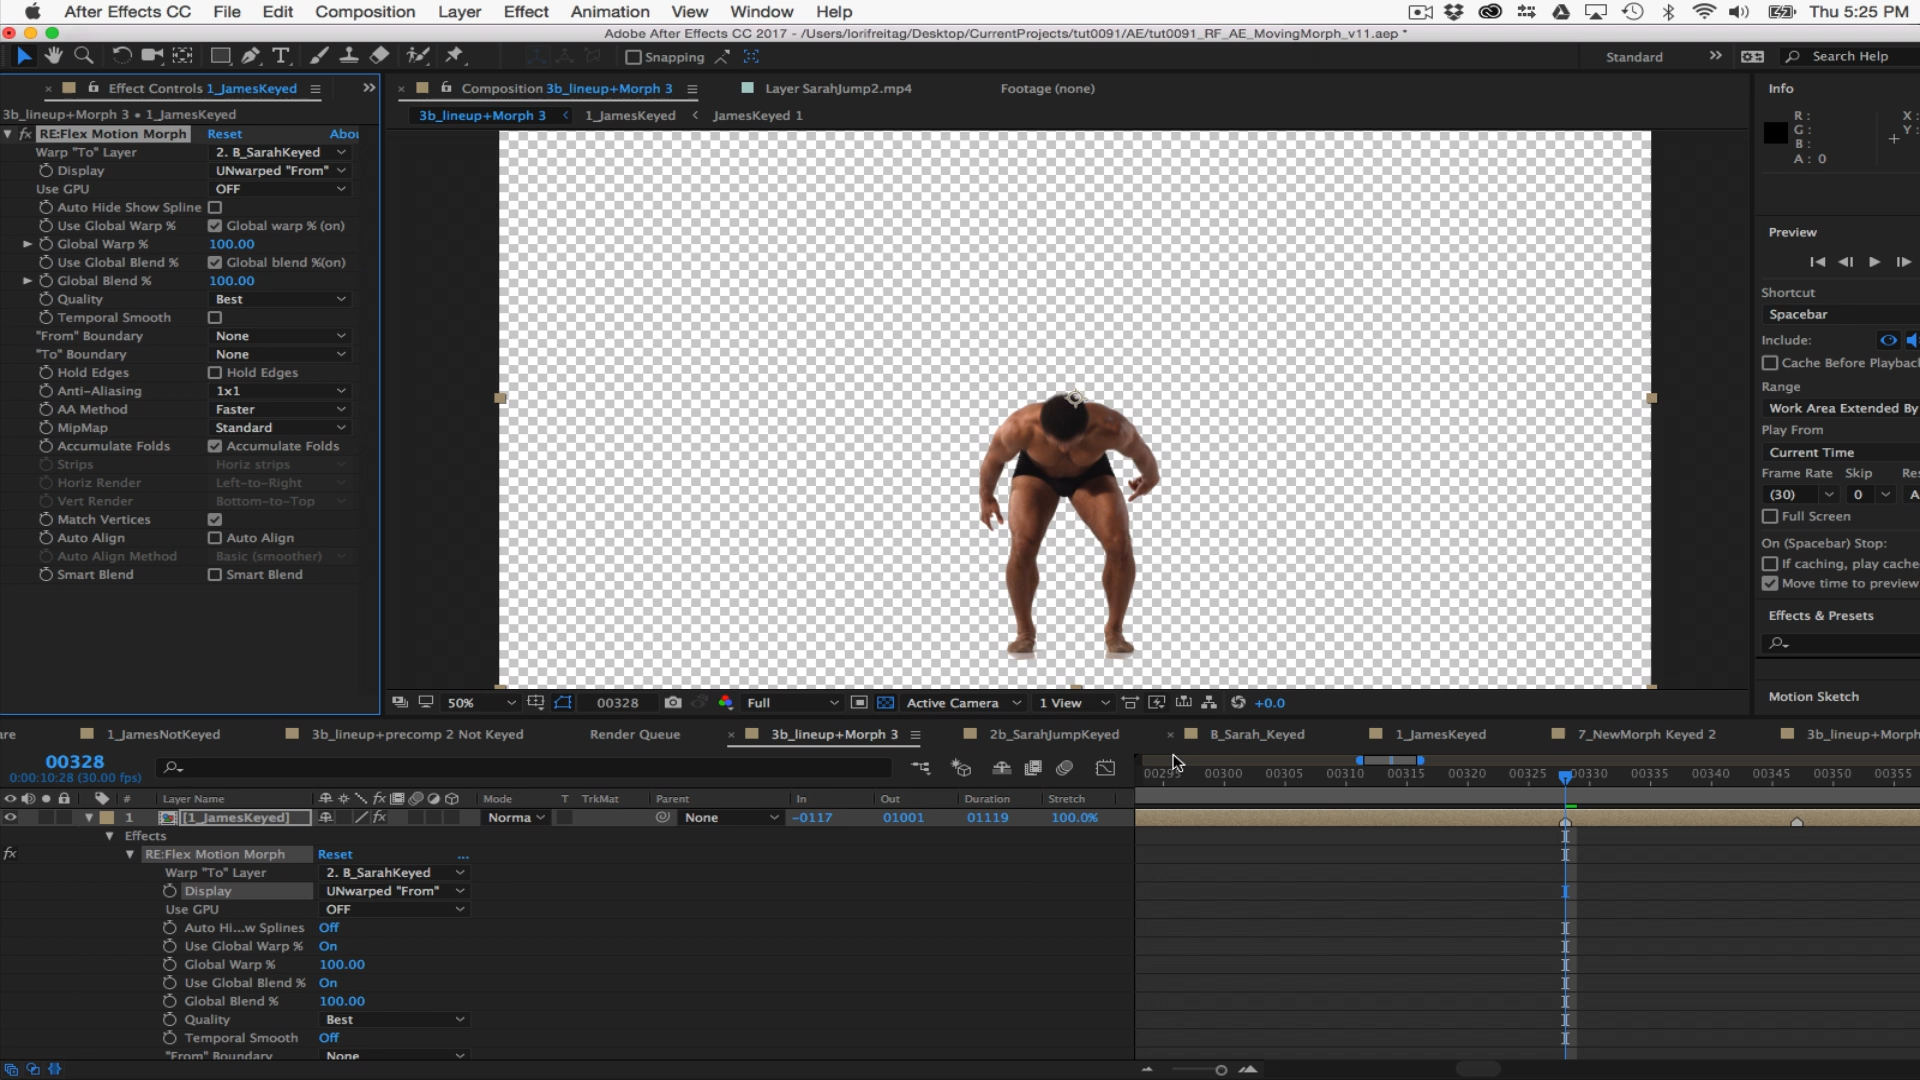 After Effects CC File Edit Composition Layer Effect Animation View Window Help Thu 5:25 PM
Adobe After Effects CC 2017 - /Users/lorifreitag/Desktop/CurrentProjects/tut0091/AE/tut0091_RF_AE_MovingMorph_v11.aep *
Snapping Standard Search Help
Effect Controls 1_JamesKeyed
Composition 3b_lineup+Morph 3 Layer SarahJump2.mp4 Footage (none)
3b_lineup+Morph 3 • 1_JamesKeyed
3b_lineup+Morph 3 1_JamesKeyed JamesKeyed 1
fx RE:Flex Motion Morph Reset Abou
Warp "To" Layer 2. B_SarahKeyed
Display UNwarped "From"
Use GPU OFF
Auto Hide Show Spline
Use Global Warp % Global warp % (on)
Global Warp % 100.00
Use Global Blend % Global blend %(on)
Global Blend % 100.00
Quality Best
Temporal Smooth
"From" Boundary None
"To" Boundary None
Hold Edges Hold Edges
Anti-Aliasing 1x1
AA Method Faster
MipMap Standard
Accumulate Folds Accumulate Folds
Strips Horiz strips
Horiz Render Left-to-Right
Vert Render Bottom-to-Top
Match Vertices
Auto Align Auto Align
Auto Align Method Basic (smoother)
Smart Blend Smart Blend
Info
R : X :
G : Y :
B :
A : 0
Preview
Shortcut
Spacebar
Include:
Cache Before Playbac
Range
Work Area Extended By
Play From
Current Time
Frame Rate Skip Res
(30) 0 A
Full Screen
On (Spacebar) Stop:
If caching, play cache
Move time to preview
Effects & Presets
Motion Sketch
50% 00328 Full Active Camera 1 View +0.0
re 1_JamesNotKeyed 3b_lineup+precomp 2 Not Keyed Render Queue 3b_lineup+Morph 3 2b_SarahJumpKeyed B_Sarah_Keyed 1_JamesKeyed 7_NewMorph Keyed 2 3b_lineup+Morph
00328
0:00:10:28 (30.00 fps)
00295 00300 00305 00310 00315 00320 00325 00330 00335 00340 00345 00350 00355
# Layer Name fx Mode T TrkMat Parent In Out Duration Stretch
1 [1_JamesKeyed] fx Norma None -0117 01001 01119 100.0%
Effects
fx RE:Flex Motion Morph Reset ...
Warp "To" Layer 2. B_SarahKeyed
Display UNwarped "From"
Use GPU OFF
Auto Hi...w Splines Off
Use Global Warp % On
Global Warp % 100.00
Use Global Blend % On
Global Blend % 100.00
Quality Best
Temporal Smooth Off
"From" Boundary None